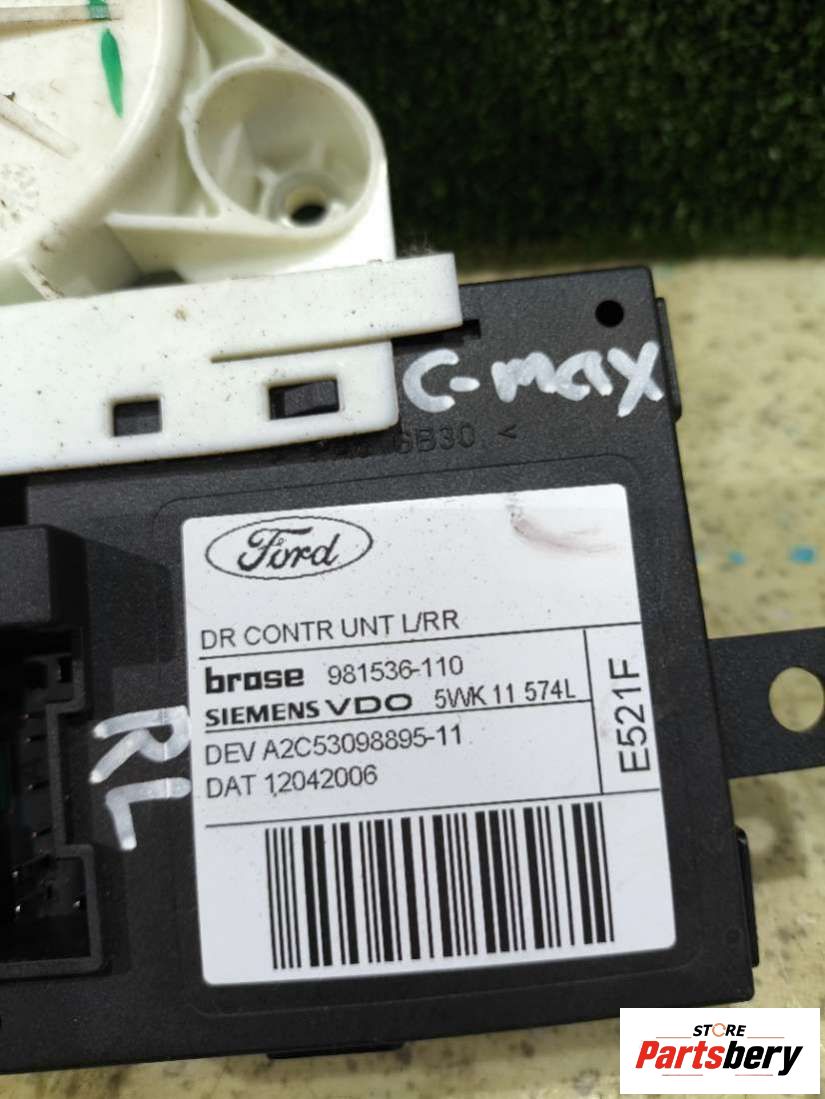 C-max
GB30 <
Ford
DR CONTR UNT L/RR
brose 981536-110
SIEMENS VDO 5WK 11 574L
DEV A2C53098895-11
DAT 12042006
E521F
RL
STORE
Partsbery